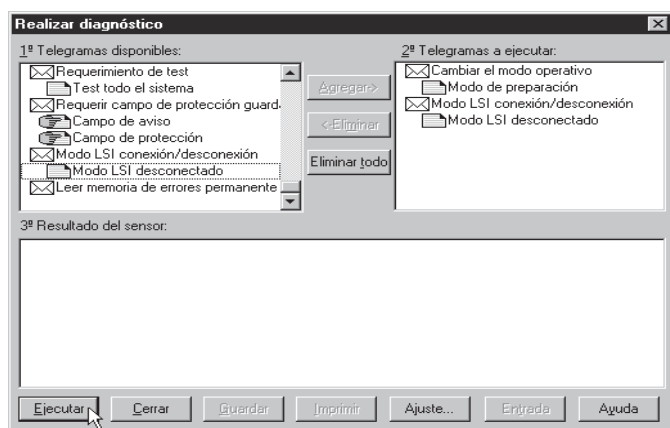 Realizar diagnóstico
1º Telegramas disponibles:
Requerimiento de test
Test todo el sistema
Requerir campo de protección guard
Campo de aviso
Campo de protección
Modo LSI conexión/desconexión
Modo LSI desconectado
Leer memoria de errores permanente
Agregar->
<-Eliminar
Eliminar todo
2º Telegramas a ejecutar:
Cambiar el modo operativo
Modo de preparación
Modo LSI conexión/desconexión
Modo LSI desconectado
3º Resultado del sensor:
Ejecutar
Cerrar
Guardar
Imprimir
Ajuste...
Entrada
Ayuda